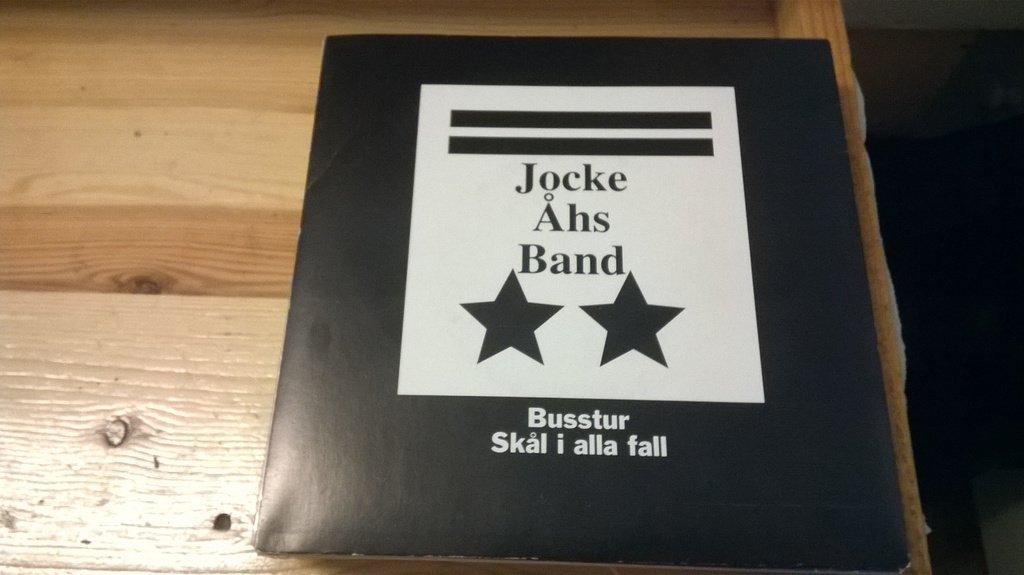 Jocke
Åhs
Band
Busstur
Skål i alla fall